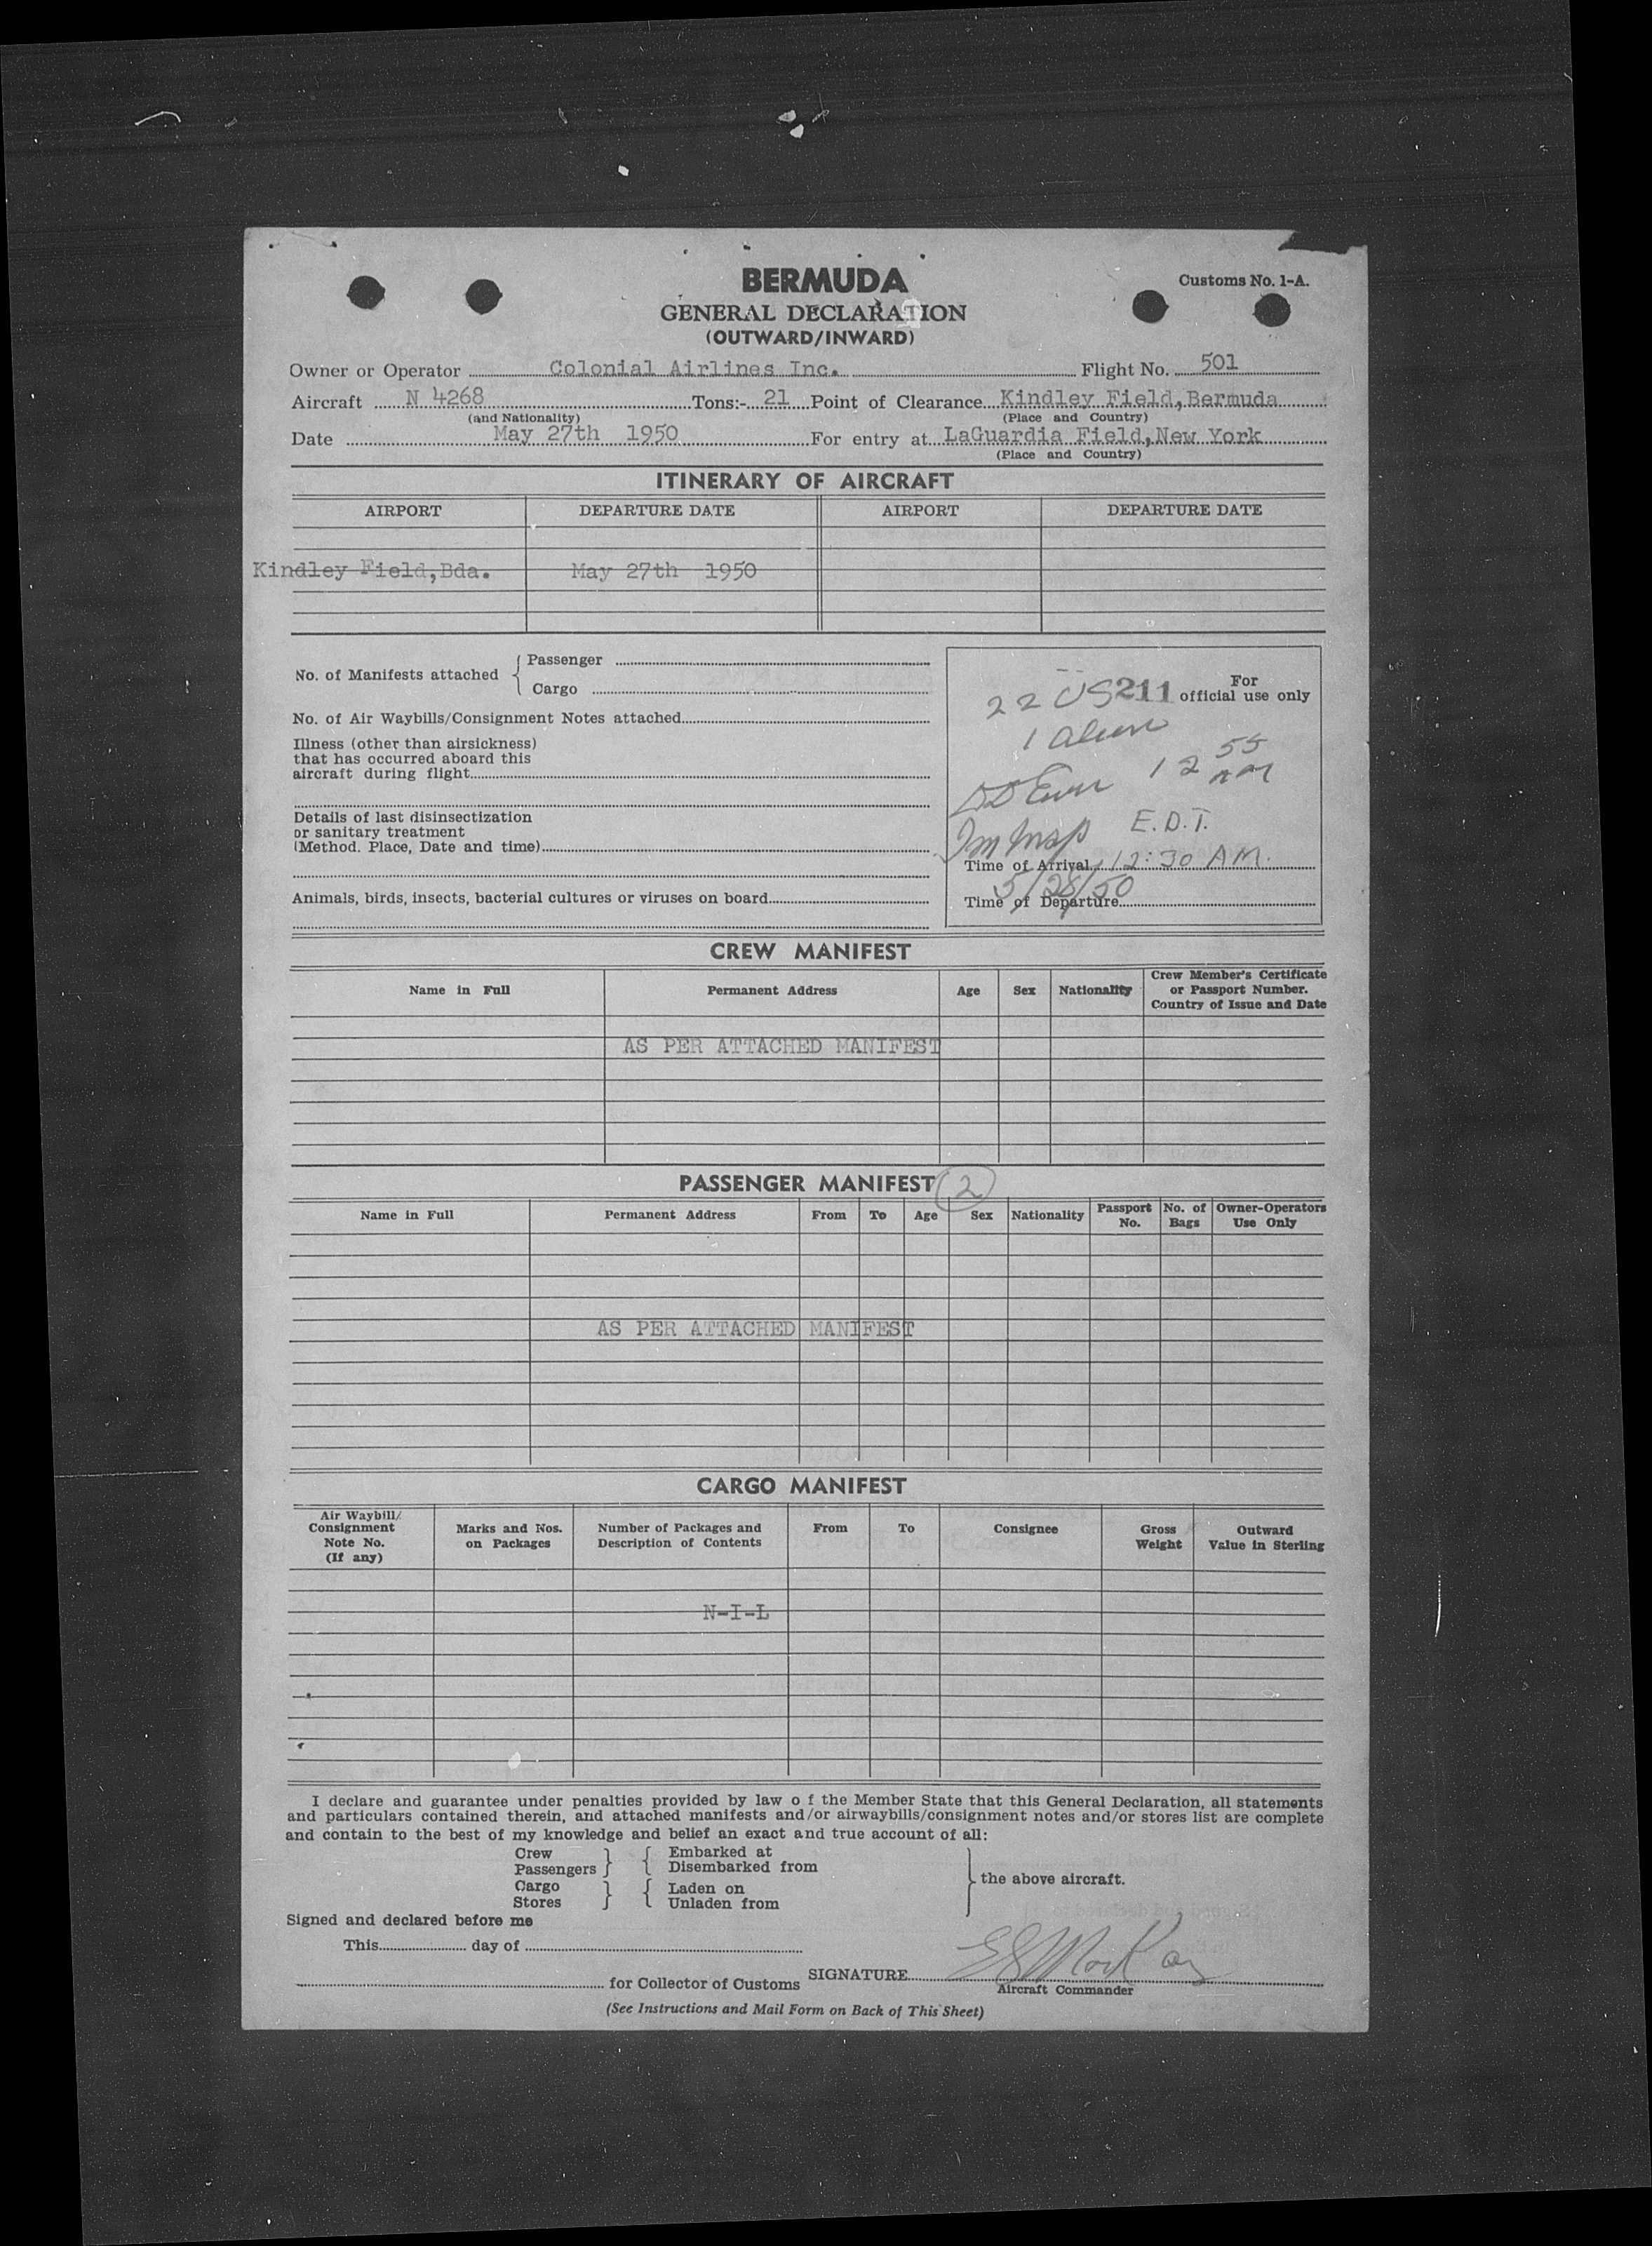 BERMUDA
Customs No. 1-A.
GENERAL DECLARATION
(OUTWARD/INWARD)
Owner or Operator Colonial Airlines Inc. Flight No. 501
Aircraft N 4268 Tons:- 21 Point of Clearance Kindley Field, Bermuda
(and Nationality) (Place and Country)
Date May 27th 1950 For entry at LaGuardia Field, New York
(Place and Country)
ITINERARY OF AIRCRAFT
AIRPORT DEPARTURE DATE AIRPORT DEPARTURE DATE
Kindley Field, Bda. May 27th 1950
No. of Manifests attached { Passenger
Cargo
No. of Air Waybills/Consignment Notes attached
Illness (other than airsickness)
that has occurred aboard this
aircraft during flight
Details of last disinsectization
or sanitary treatment
(Method. Place, Date and time)
Animals, birds, insects, bacterial cultures or viruses on board
For
22 US 211 official use only
1 alien
12 55 AM
Im Insp E.D.T.
Time of Arrival 12:30 AM.
5/28/50
Time of Departure
CREW MANIFEST
Name in Full Permanent Address Age Sex Nationality Crew Member's Certificate
or Passport Number.
Country of Issue and Date
AS PER ATTACHED MANIFEST
PASSENGER MANIFEST 2
Name in Full Permanent Address From To Age Sex Nationality Passport No. No. of Bags Owner-Operators Use Only
AS PER ATTACHED MANIFEST
CARGO MANIFEST
Air Waybill/
Consignment
Note No.
(If any)
Marks and Nos.
on Packages
Number of Packages and
Description of Contents
From To Consignee
Gross
Weight
Outward
Value in Sterling
N-I-L
I declare and guarantee under penalties provided by law o f the Member State that this General Declaration, all statements
and particulars contained therein, and attached manifests and/or airwaybills/consignment notes and/or stores list are complete
and contain to the best of my knowledge and belief an exact and true account of all:
Crew } { Embarked at
Passengers } { Disembarked from
} the above aircraft.
Cargo } { Laden on
Stores } { Unladen from
Signed and declared before me
This day of
for Collector of Customs SIGNATURE
Aircraft Commander
(See Instructions and Mail Form on Back of This Sheet)